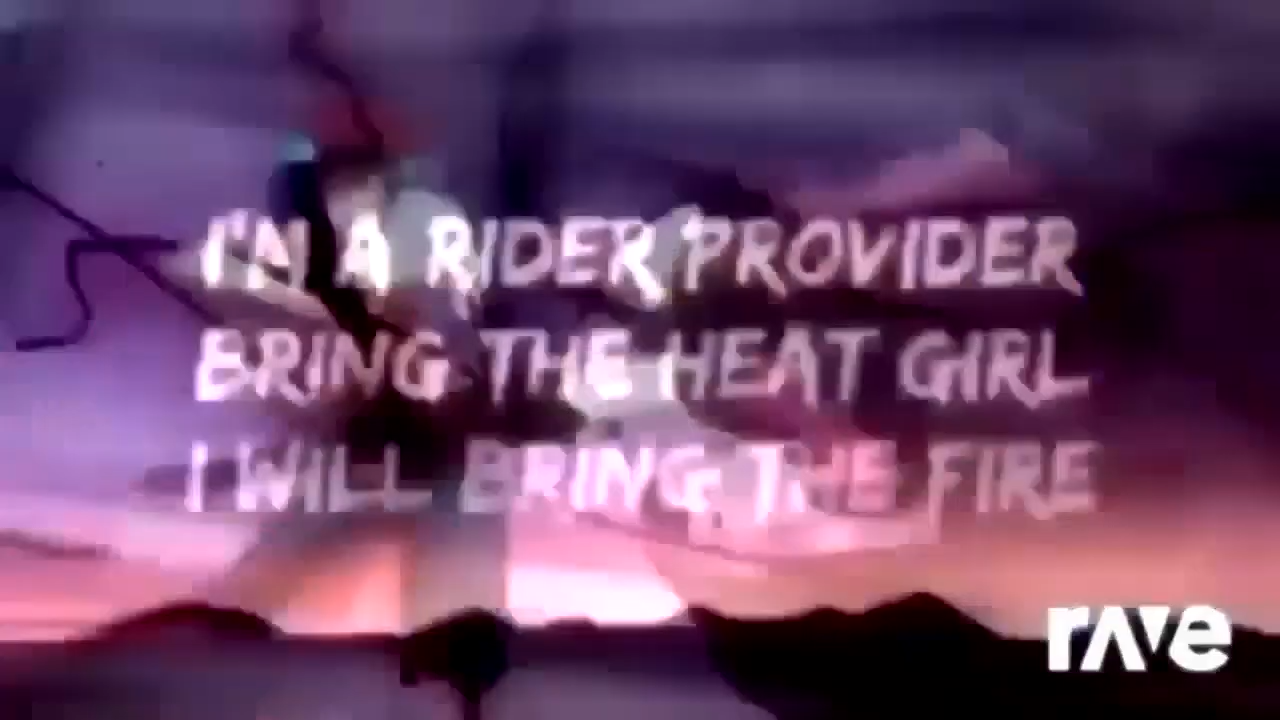 I'M A RIDER PROVIDER
BRING THE HEAT GIRL
I WILL BRING THE FIRE
rave